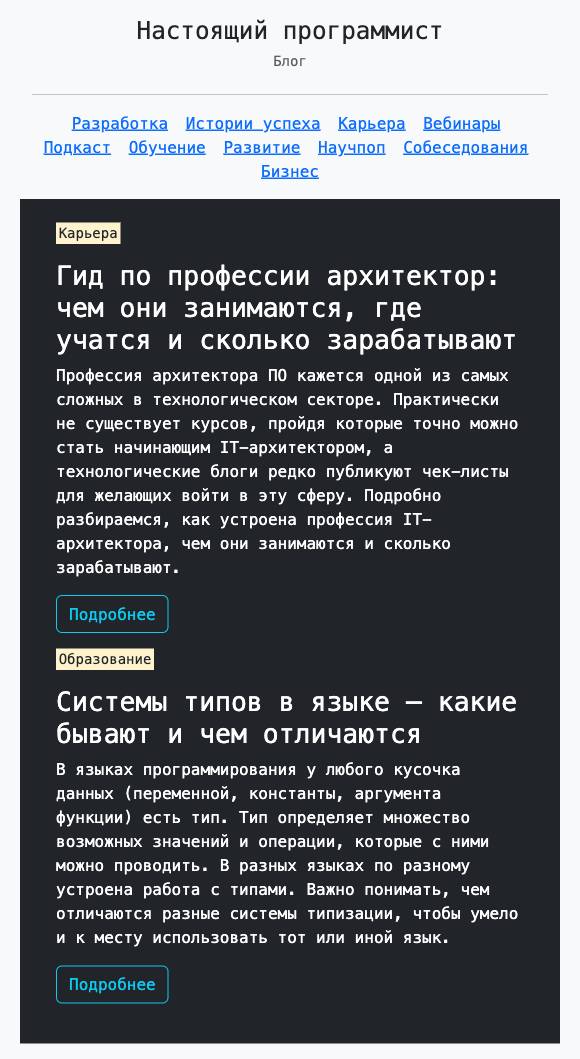 Настоящий программист
Блог
Разработка Истории успеха Карьера Вебинары
Подкаст Обучение Развитие Научпоп Собеседования
Бизнес
Карьера
Гид по профессии архитектор:
чем они занимаются, где
учатся и сколько зарабатывают
Профессия архитектора ПО кажется одной из самых
сложных в технологическом секторе. Практически
не существует курсов, пройдя которые точно можно
стать начинающим IT-архитектором, а
технологические блоги редко публикуют чек-листы
для желающих войти в эту сферу. Подробно
разбираемся, как устроена профессия IT-
архитектора, чем они занимаются и сколько
зарабатывают.
Подробнее
Образование
Системы типов в языке — какие
бывают и чем отличаются
В языках программирования у любого кусочка
данных (переменной, константы, аргумента
функции) есть тип. Тип определяет множество
возможных значений и операции, которые с ними
можно проводить. В разных языках по разному
устроена работа с типами. Важно понимать, чем
отличаются разные системы типизации, чтобы умело
и к месту использовать тот или иной язык.
Подробнее